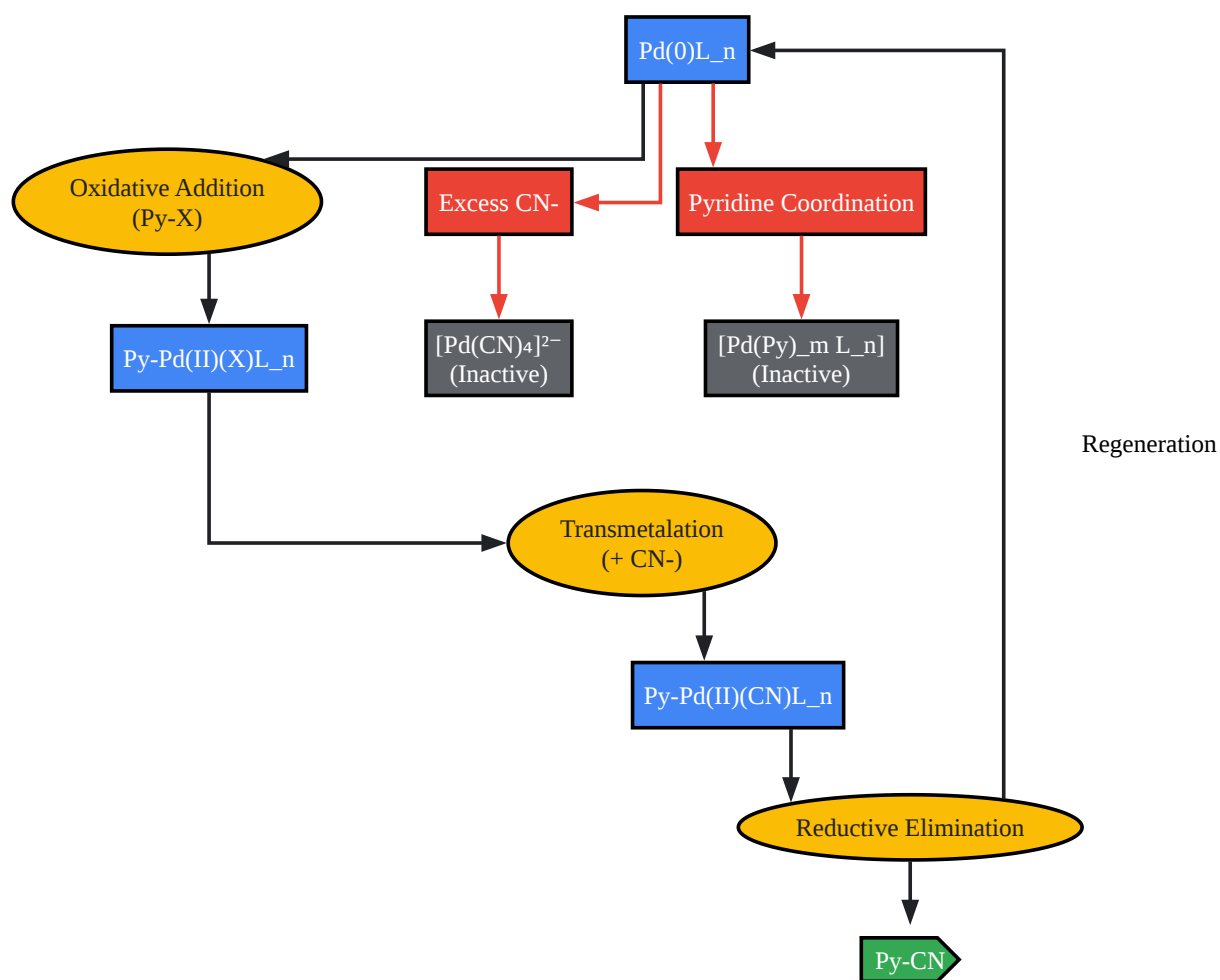 Pd(0)L_n
Oxidative Addition
(Py-X)
Excess CN-
Pyridine Coordination
Py-Pd(II)(X)L_n
[Pd(CN)₄]²⁻
(Inactive)
[Pd(Py)_m L_n]
(Inactive)
Regeneration
Transmetalation
(+ CN-)
Py-Pd(II)(CN)L_n
Reductive Elimination
Py-CN